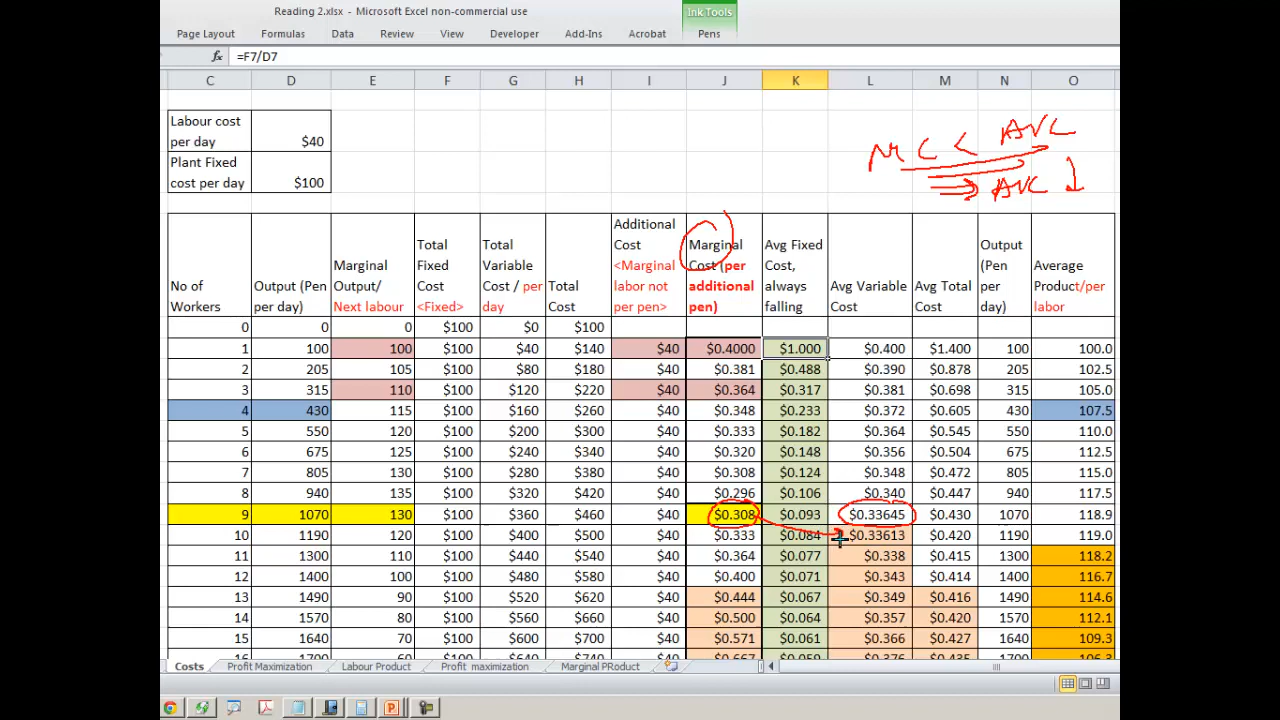 Reading 2.xlsx - Microsoft Excel non-commercial use
Ink Tools
Page Layout Formulas Data Review View Developer Add-Ins Acrobat Pens
fx =F7/D7
C D E F G H I J K L M N O
Labour cost per day $40
Plant Fixed cost per day $100
MC < AVC
⇒ AVC ↓
No of Workers
Output (Pen per day)
Marginal Output/ Next labour
Total Fixed Cost <Fixed>
Total Variable Cost / per day
Total Cost
Additional Cost <Marginal labor not per pen>
Marginal Cost (per additional pen)
Avg Fixed Cost, always falling
Avg Variable Cost
Avg Total Cost
Output (Pen per day)
Average Product/per labor
0 0 0 $100 $0 $100
1 100 100 $100 $40 $140 $40 $0.4000 $1.000 $0.400 $1.400 100 100.0
2 205 105 $100 $80 $180 $40 $0.381 $0.488 $0.390 $0.878 205 102.5
3 315 110 $100 $120 $220 $40 $0.364 $0.317 $0.381 $0.698 315 105.0
4 430 115 $100 $160 $260 $40 $0.348 $0.233 $0.372 $0.605 430 107.5
5 550 120 $100 $200 $300 $40 $0.333 $0.182 $0.364 $0.545 550 110.0
6 675 125 $100 $240 $340 $40 $0.320 $0.148 $0.356 $0.504 675 112.5
7 805 130 $100 $280 $380 $40 $0.308 $0.124 $0.348 $0.472 805 115.0
8 940 135 $100 $320 $420 $40 $0.296 $0.106 $0.340 $0.447 940 117.5
9 1070 130 $100 $360 $460 $40 $0.308 $0.093 $0.33645 $0.430 1070 118.9
10 1190 120 $100 $400 $500 $40 $0.333 $0.084 $0.33613 $0.420 1190 119.0
11 1300 110 $100 $440 $540 $40 $0.364 $0.077 $0.338 $0.415 1300 118.2
12 1400 100 $100 $480 $580 $40 $0.400 $0.071 $0.343 $0.414 1400 116.7
13 1490 90 $100 $520 $620 $40 $0.444 $0.067 $0.349 $0.416 1490 114.6
14 1570 80 $100 $560 $660 $40 $0.500 $0.064 $0.357 $0.420 1570 112.1
15 1640 70 $100 $600 $700 $40 $0.571 $0.061 $0.366 $0.427 1640 109.3
16 1700 60 $100 $640 $740 $40 $0.667 $0.059 $0.376 $0.435 1700 106.3
Costs Profit Maximization Labour Product Profit maximization Marginal PRoduct